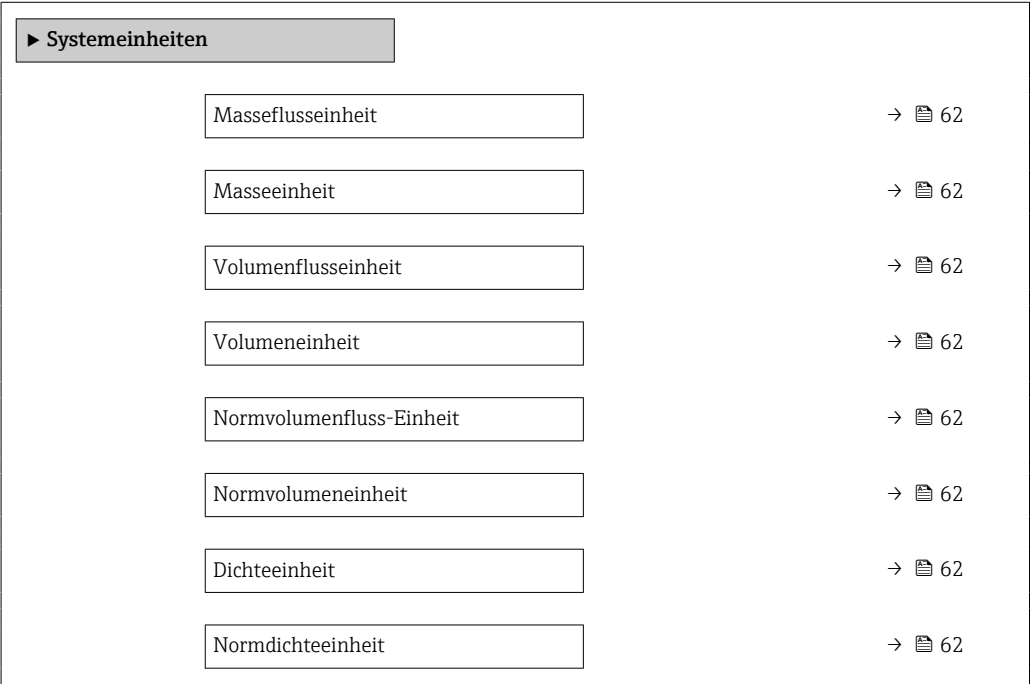 ▶ Systemeinheiten
Masseflusseinheit → 62
Masseeinheit → 62
Volumenflusseinheit → 62
Volumeneinheit → 62
Normvolumenfluss-Einheit → 62
Normvolumeneinheit → 62
Dichteeinheit → 62
Normdichteeinheit → 62